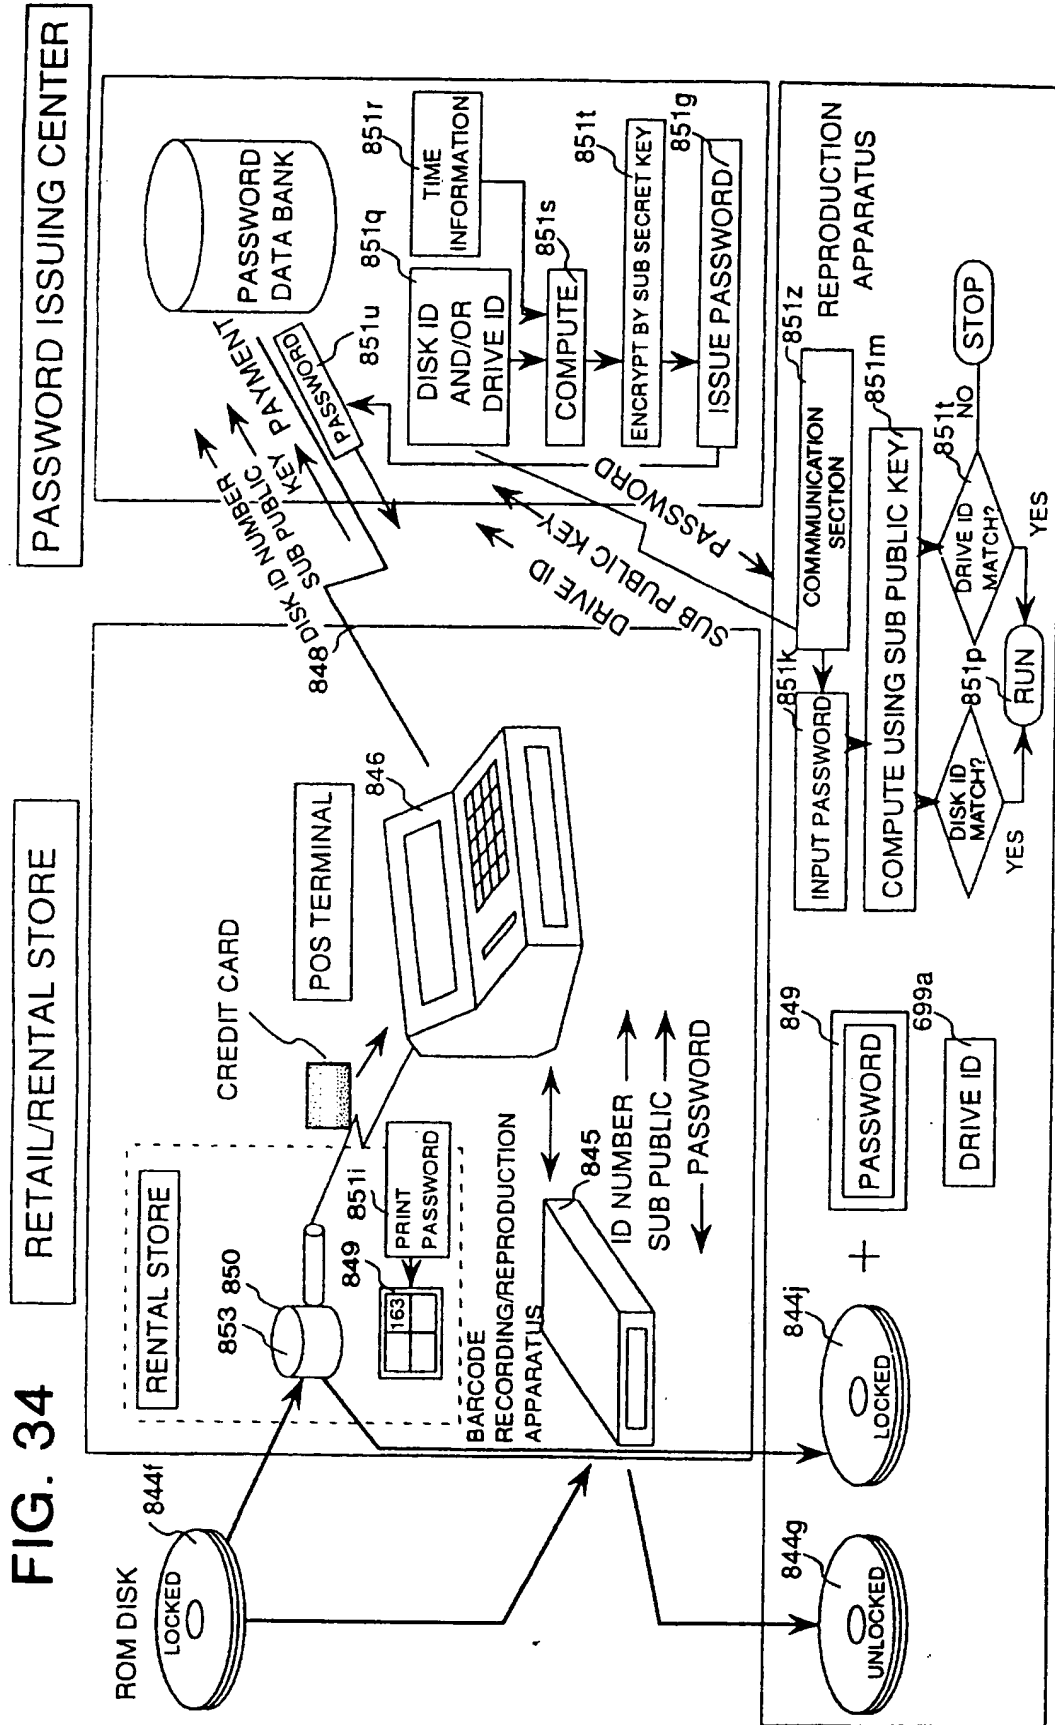 FIG. 34
RETAIL/RENTAL STORE
PASSWORD ISSUING CENTER
ROM DISK
844f
LOCKED
RENTAL STORE
853
850
849
163
851i
PRINT
PASSWORD
CREDIT CARD
POS TERMINAL
846
BARCODE
RECORDING/REPRODUCTION
APPARATUS
845
ID NUMBER
SUB PUBLIC
PASSWORD
848
DISK ID NUMBER
SUB PUBLIC
KEY
PAYMENT
PASSWORD
851u
PASSWORD
DATA BANK
851q
DISK ID
AND/OR
DRIVE ID
851r
TIME
INFORMATION
851s
COMPUTE
851t
ENCRYPT BY SUB SECRET KEY
851g
ISSUE PASSWORD
DRIVE ID
SUB PUBLIC KEY
PASSWORD
844g
UNLOCKED
844j
LOCKED
+
849
PASSWORD
699a
DRIVE ID
REPRODUCTION
APPARATUS
851z
COMMMUNICATION
SECTION
851k
INPUT PASSWORD
851m
COMPUTE USING SUB PUBLIC KEY
DISK ID
MATCH?
YES
851p
RUN
851t
DRIVE ID
MATCH?
NO
YES
STOP